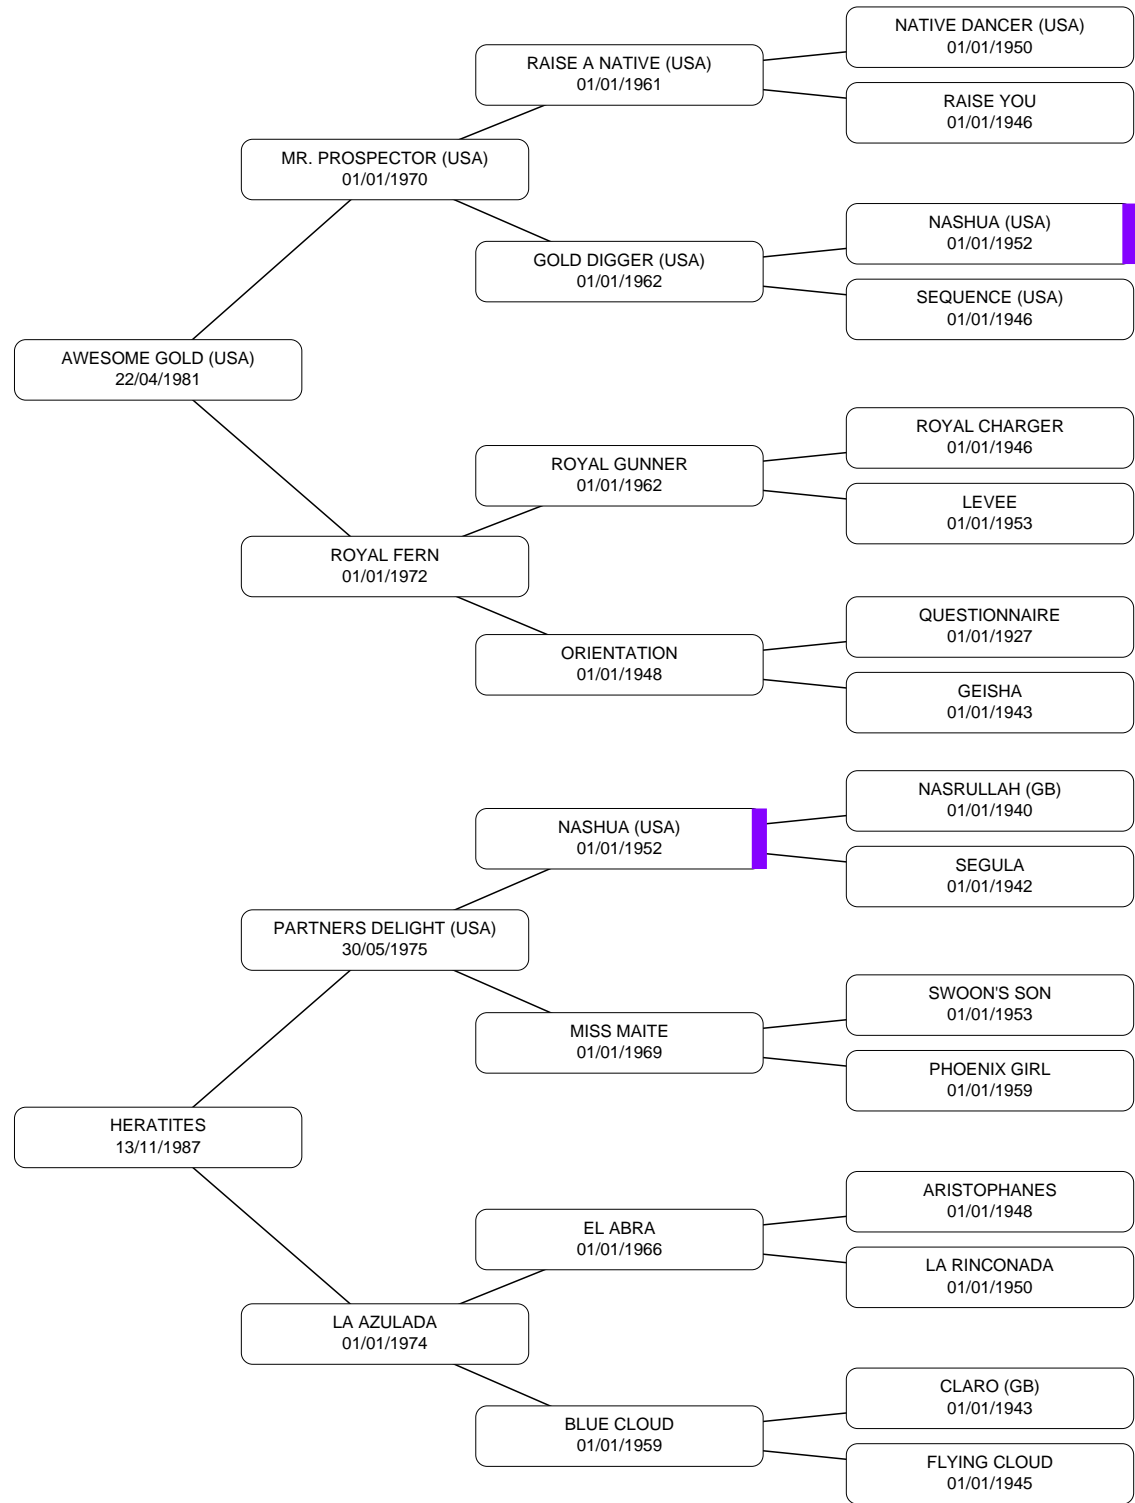 NATIVE DANCER (USA)
01/01/1950
RAISE A NATIVE (USA)
01/01/1961
RAISE YOU
01/01/1946
MR. PROSPECTOR (USA)
01/01/1970
NASHUA (USA)
01/01/1952
GOLD DIGGER (USA)
01/01/1962
SEQUENCE (USA)
01/01/1946
AWESOME GOLD (USA)
22/04/1981
ROYAL CHARGER
01/01/1946
ROYAL GUNNER
01/01/1962
LEVEE
01/01/1953
ROYAL FERN
01/01/1972
QUESTIONNAIRE
01/01/1927
ORIENTATION
01/01/1948
GEISHA
01/01/1943
NASRULLAH (GB)
01/01/1940
NASHUA (USA)
01/01/1952
SEGULA
01/01/1942
PARTNERS DELIGHT (USA)
30/05/1975
SWOON'S SON
01/01/1953
MISS MAITE
01/01/1969
PHOENIX GIRL
01/01/1959
HERATITES
13/11/1987
ARISTOPHANES
01/01/1948
EL ABRA
01/01/1966
LA RINCONADA
01/01/1950
LA AZULADA
01/01/1974
CLARO (GB)
01/01/1943
BLUE CLOUD
01/01/1959
FLYING CLOUD
01/01/1945